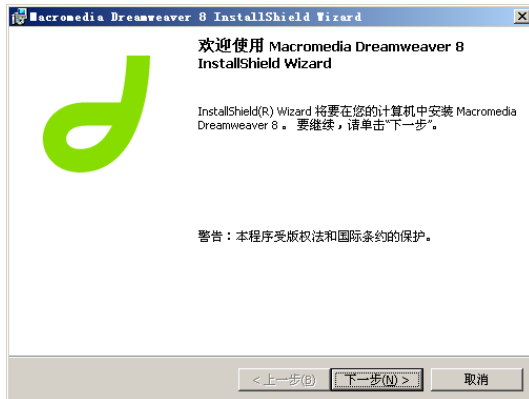 Macromedia Dreamweaver 8 InstallShield Wizard
欢迎使用 Macromedia Dreamweaver 8
InstallShield Wizard
InstallShield(R) Wizard 将要在您的计算机中安装 Macromedia
Dreamweaver 8 。 要继续，请单击“下一步”。
警告：本程序受版权法和国际条约的保护。
< 上一步(B)
下一步(N) >
取消